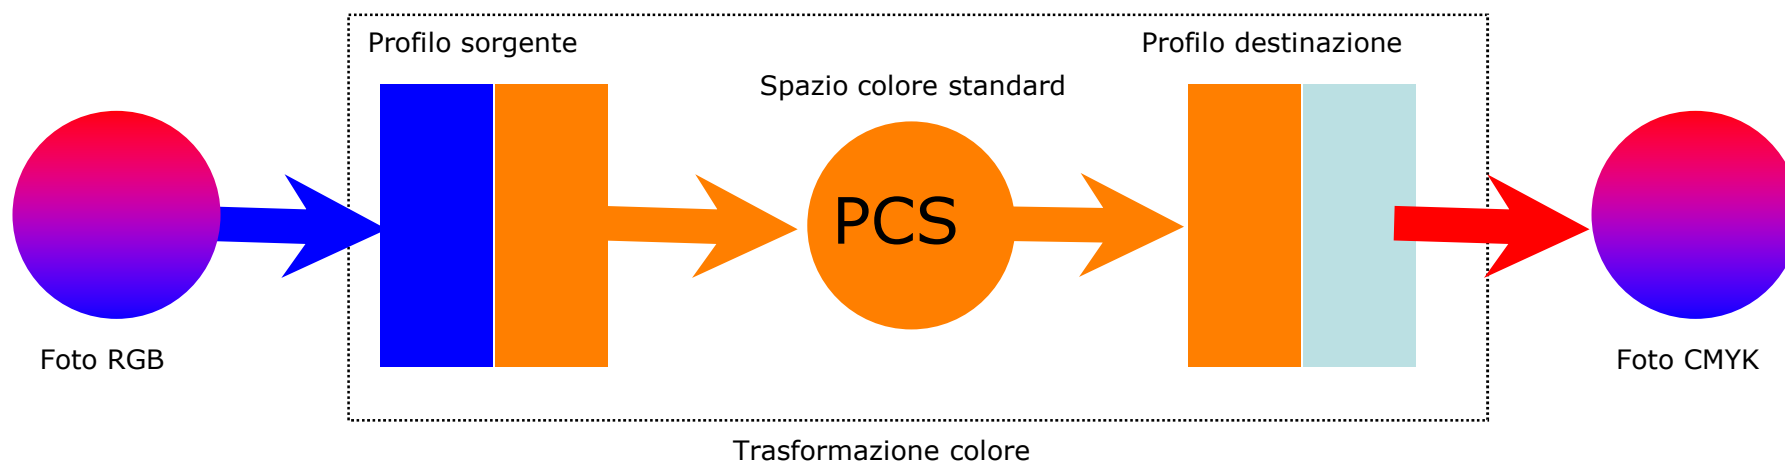 Profilo sorgente
Profilo destinazione
Spazio colore standard
PCS
Foto RGB
Foto CMYK
Trasformazione colore